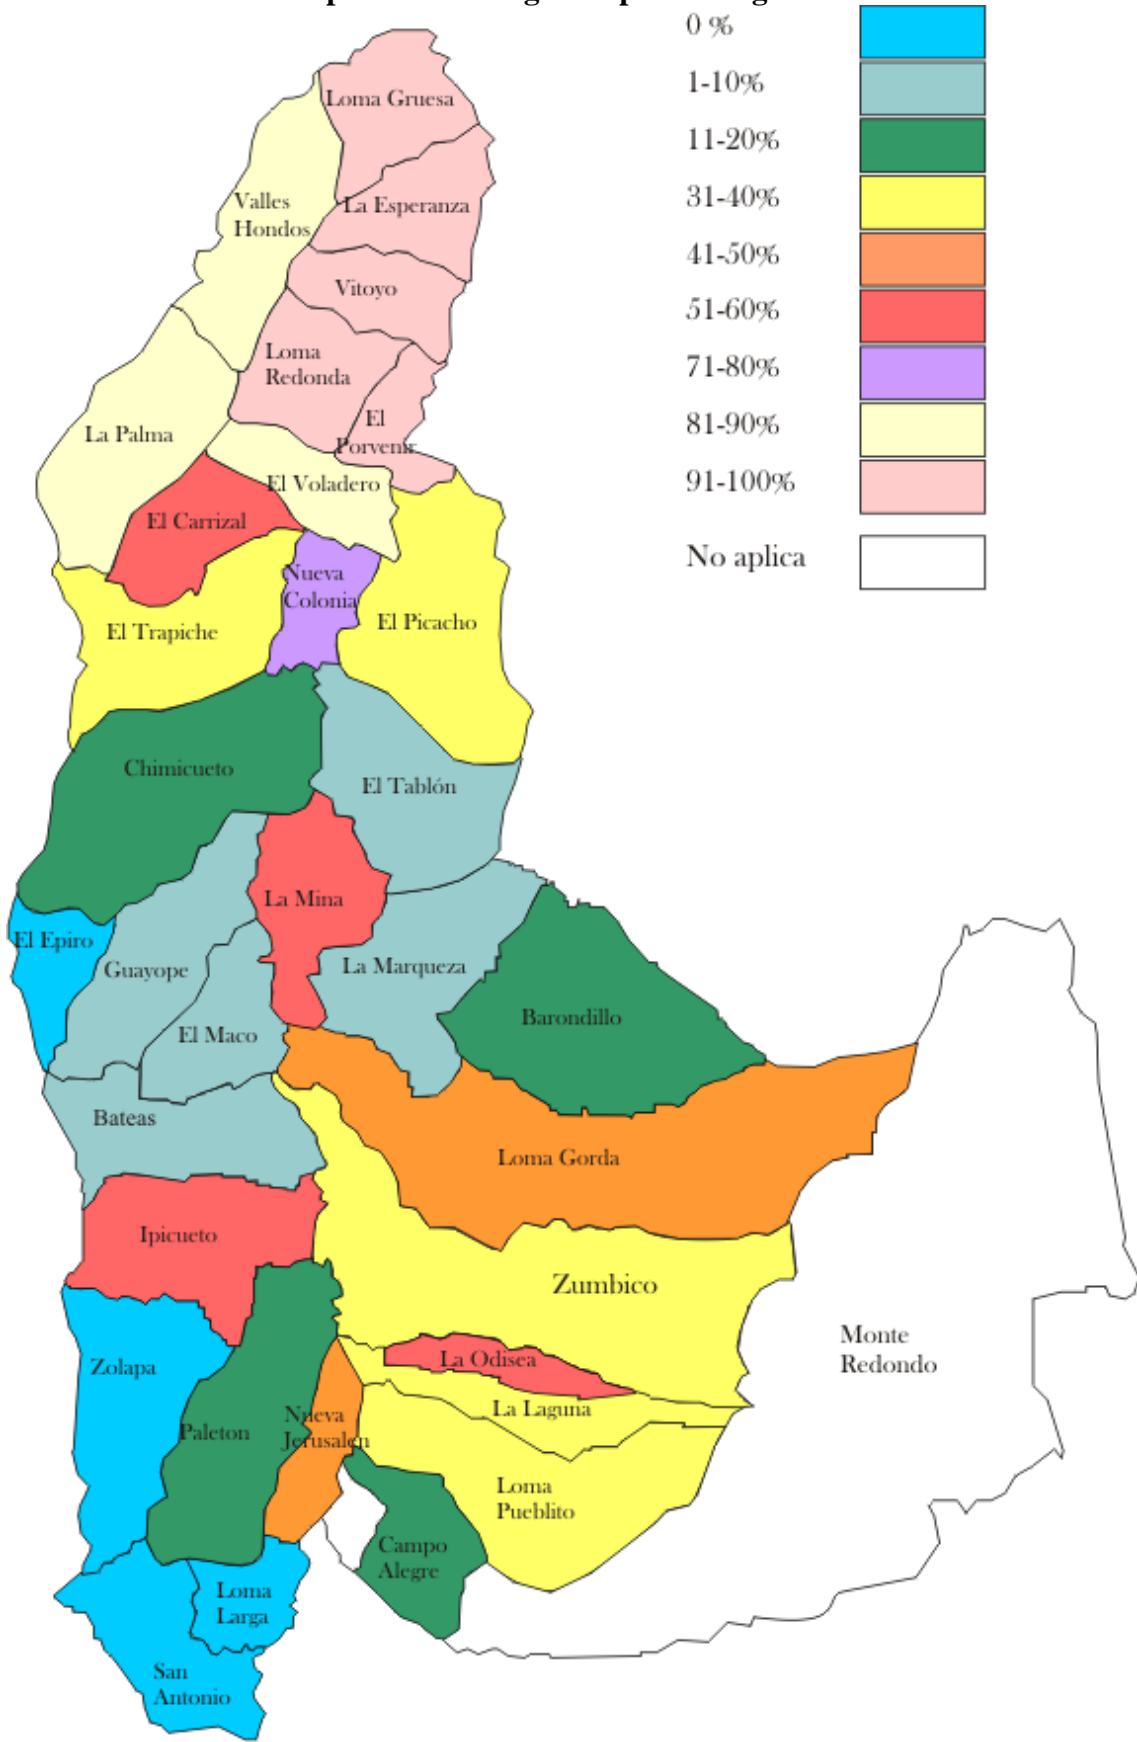 0 %
1-10%
11-20%
31-40%
41-50%
51-60%
71-80%
81-90%
91-100%
No aplica
Loma Gruesa
Valles
Hondos
La Esperanza
Vitoyo
Loma
Redonda
El
Porvenir
La Palma
El Voladero
El Carrizal
Nueva
Colonia
El Trapiche
El Picacho
Chimicueto
El Tablón
La Mina
El Epiro
Guayope
La Marqueza
El Maco
Barondillo
Bateas
Loma Gorda
Ipicueto
Zumbico
Monte
Redondo
Zolapa
La Odisea
La Laguna
Paleton
Nueva
Jerusalen
Loma
Pueblito
Campo
Alegre
Loma
Larga
San
Antonio